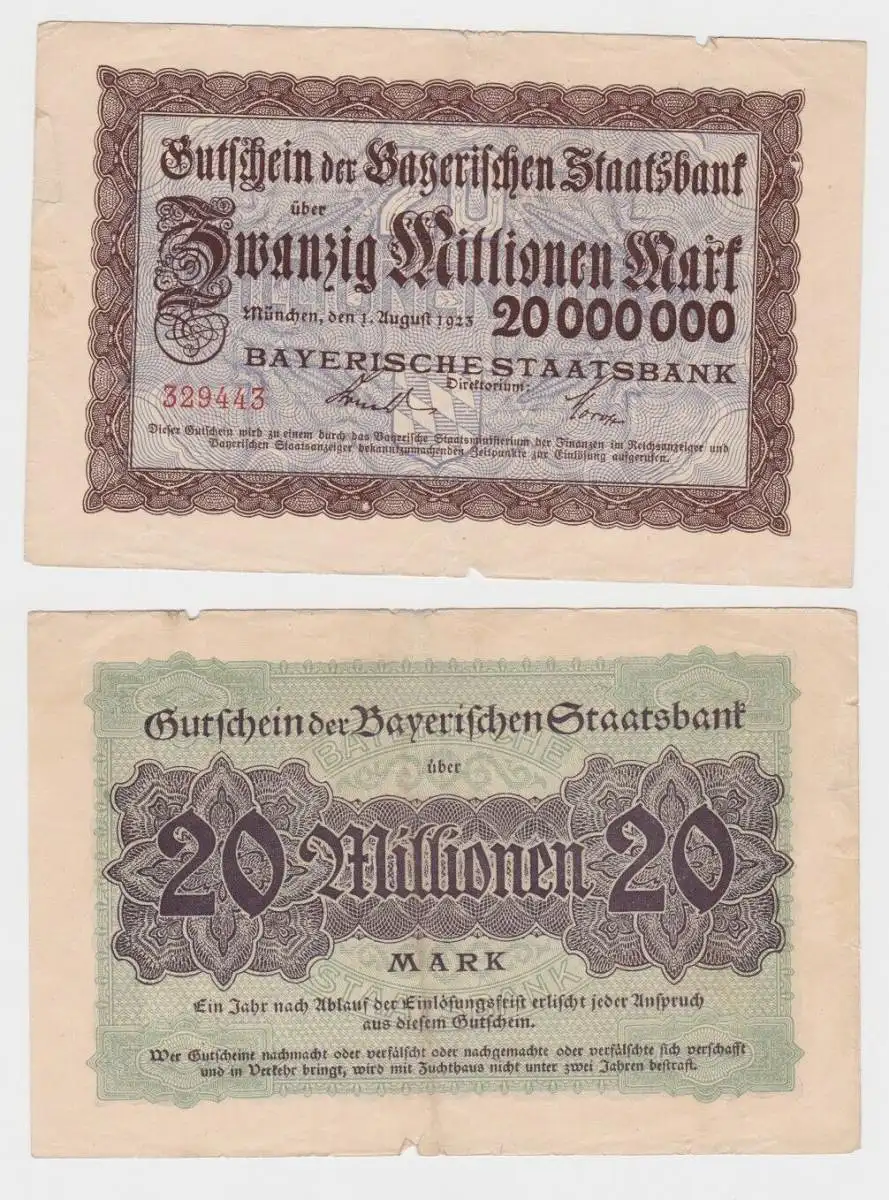 Gutschein der Bayerischen Staatsbank
über
Zwanzig Millionen Mark
München, den 1. August 1923 20 000 000
BAYERISCHE STAATSBANK
Direktorium:
329443
Dieser Gutschein wird zu einem durch das Bayerische Staatsministerium der Finanzen im Reichsanzeiger und
Bayerischen Staatsanzeiger bekanntzumachenden Zeitpunkte zur Einlösung aufgerufen.
Gutschein der Bayerischen Staatsbank
BAYERISCHE
über
20 Millionen 20
MARK
STAATSBANK
Ein Jahr nach Ablauf der Einlösungsfrist erlischt jeder Anspruch
aus diesem Gutschein.
Wer Gutscheine nachmacht oder verfälscht oder nachgemachte oder verfälschte sich verschafft
und in Verkehr bringt, wird mit Zuchthaus nicht unter zwei Jahren bestraft.